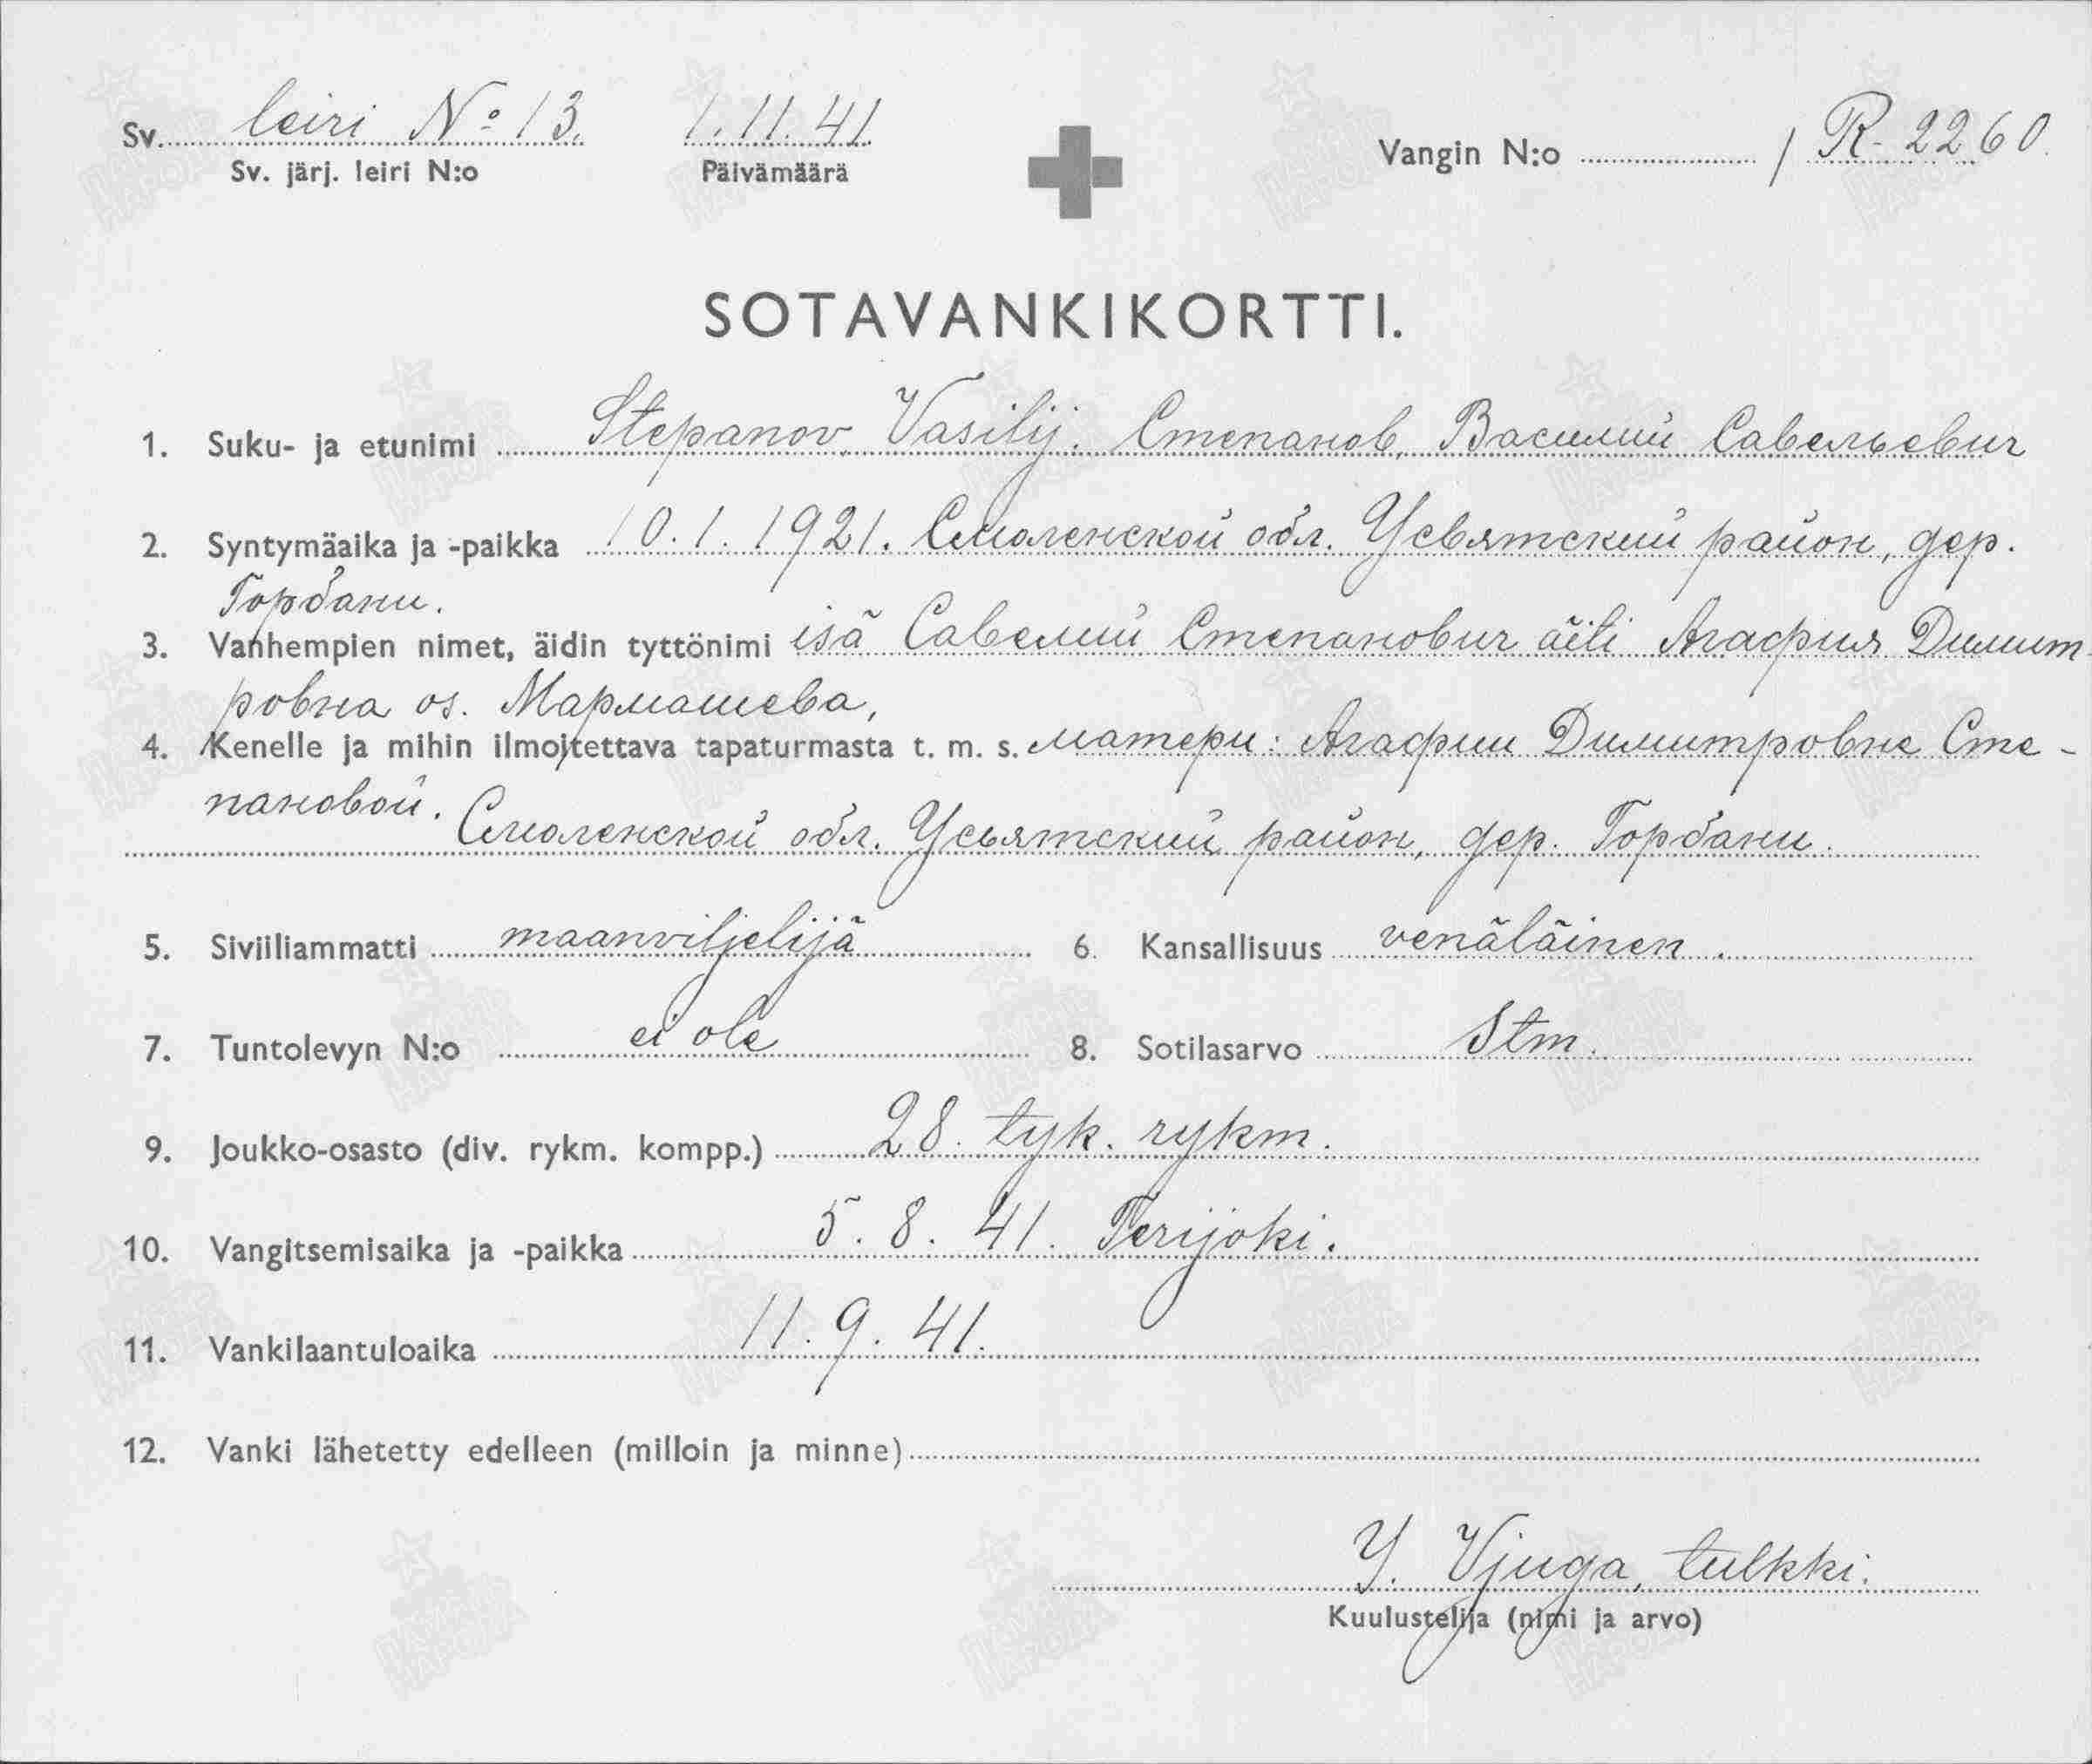 Sv. leiri № 13. 1.11.41. Vangin N:o / R-2260.
Sv. järj. leiri N:o Päivämäärä
SOTAVANKIKORTTI.
1. Suku- ja etunimi Stepanov, Vasilij. Степанов, Василий Савельевич
2. Syntymäaika ja -paikka 10.1.1921. Смоленской обл. Усвятский район, дер.
Горбани.
3. Vanhempien nimet, äidin tyttönimi isä Савелий Степанович äiti Агафия Димит-
ровна os. Мармашева,
4. Kenelle ja mihin ilmoitettava tapaturmasta t. m. s. матери: Агафии Димитровне Сте-
пановой. Смоленской обл. Усвятский район, дер. Горбани.
5. Siviiliammatti maanviljelijä 6. Kansallisuus venäläinen.
7. Tuntolevyn N:o ei ole 8. Sotilasarvo Stm.
9. Joukko-osasto (div. rykm. kompp.) 28. tyk. rykm.
10. Vangitsemisaika ja -paikka 5.8.41. Terijoki.
11. Vankilaantuloaika 11.9.41.
12. Vanki lähetetty edelleen (milloin ja minne)
Y. Vjuga, tulkki.
Kuulustelija (nimi ja arvo)